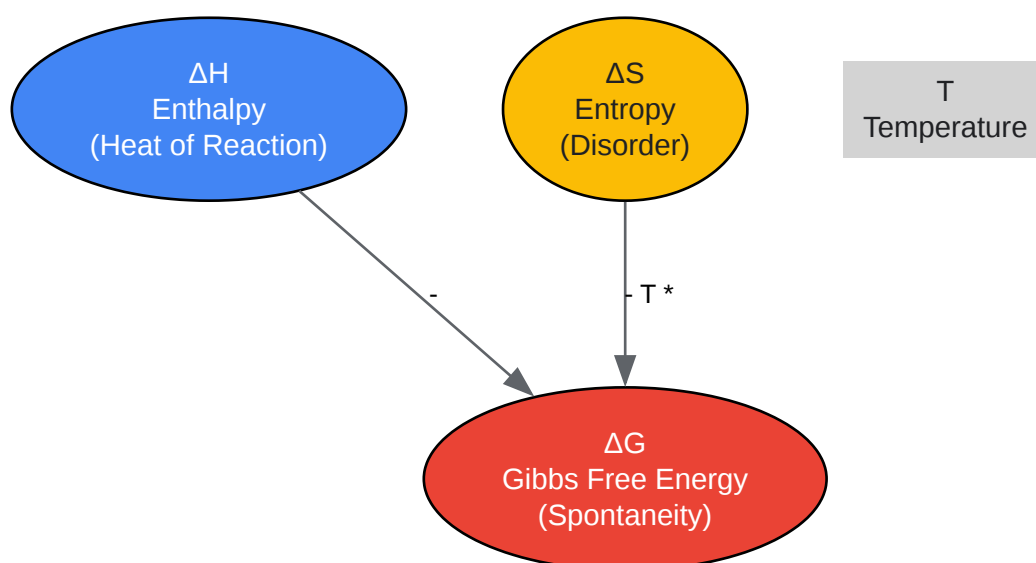 ΔH
Enthalpy
(Heat of Reaction)
ΔS
Entropy
(Disorder)
T
Temperature
-
- T *
ΔG
Gibbs Free Energy
(Spontaneity)